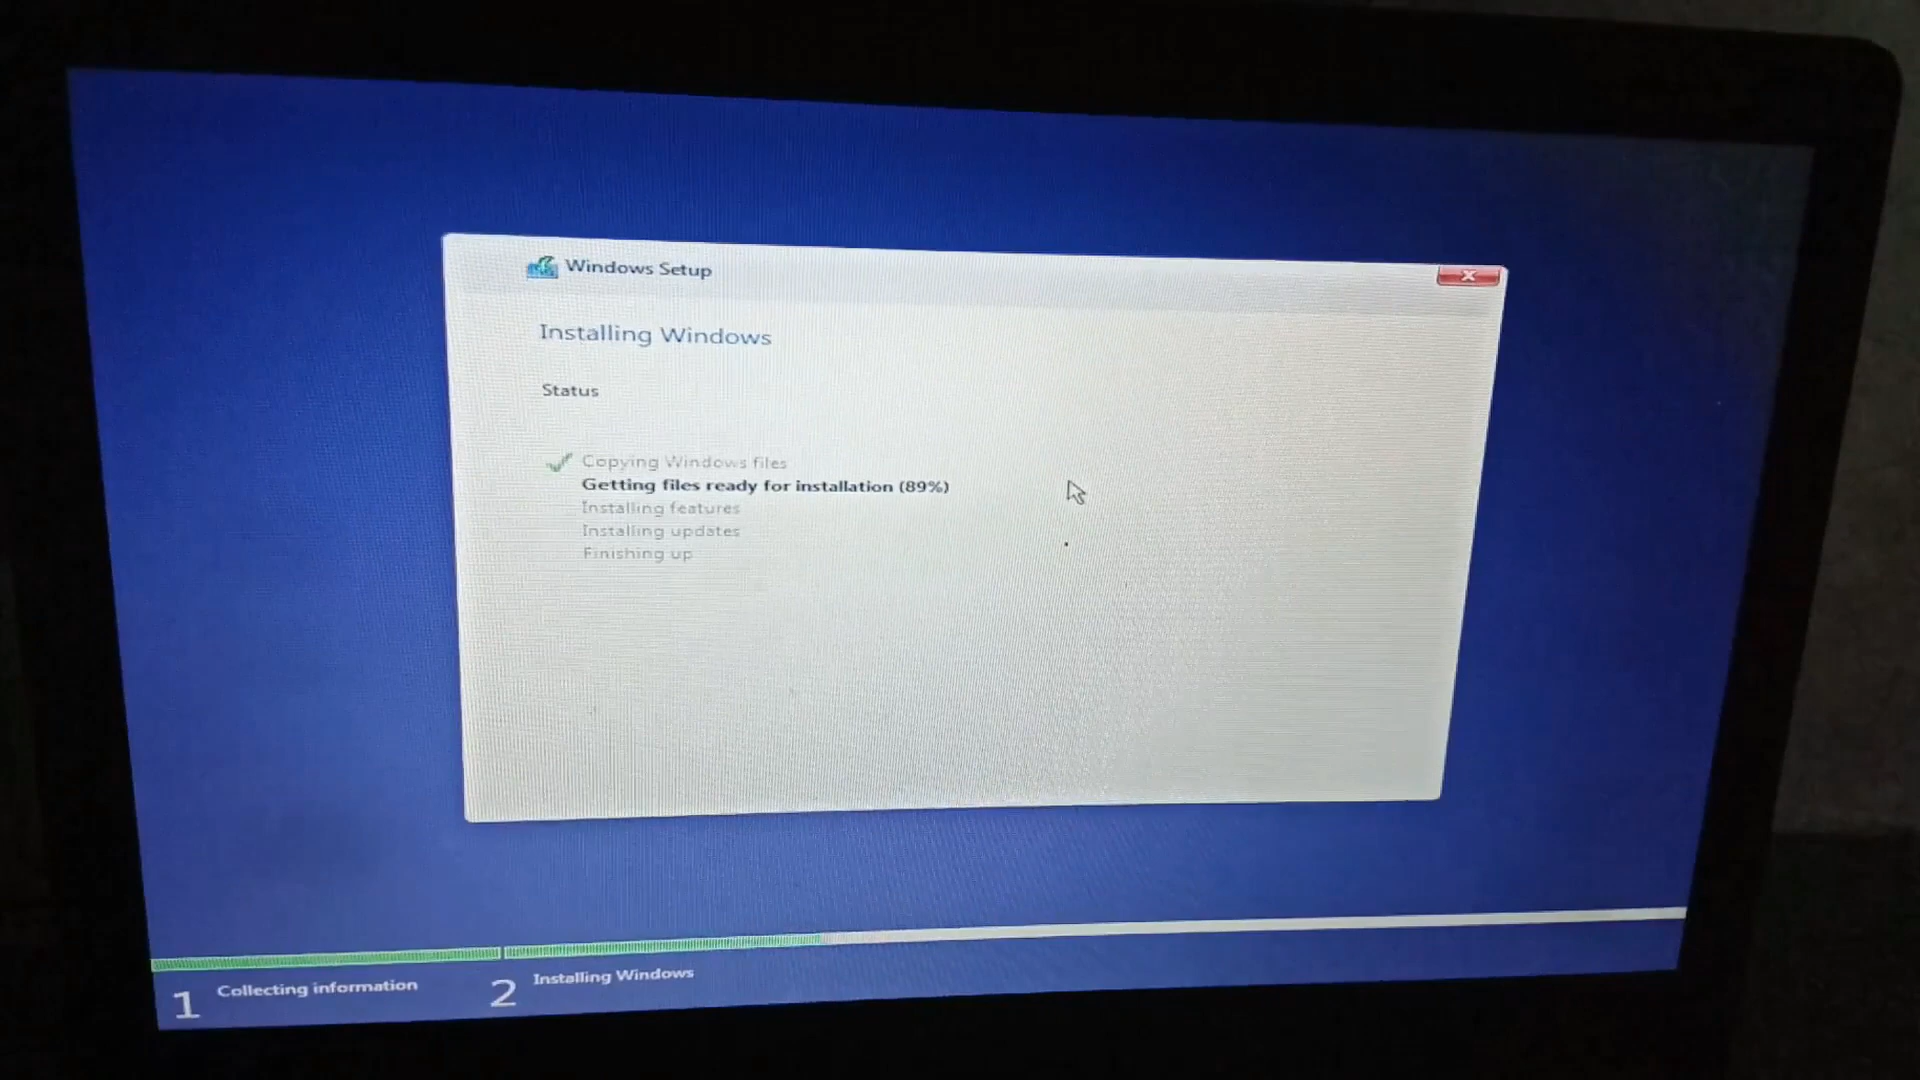 Windows Setup
Installing Windows
Status
Copying Windows files
Getting files ready for installation (89%)
Installing features
Installing updates
Finishing up
1 Collecting information
2 Installing Windows